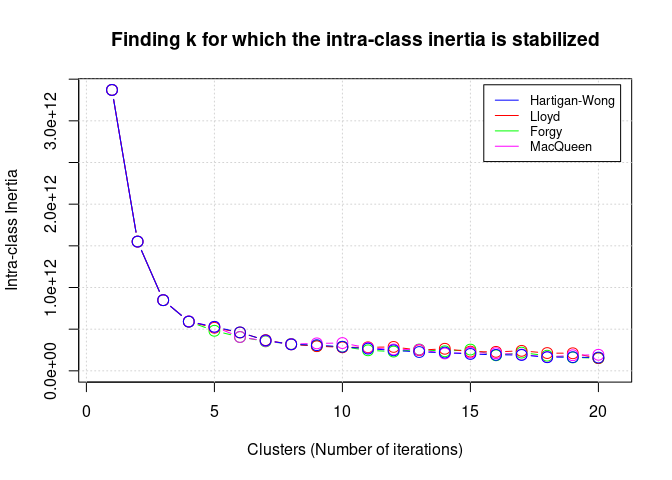 Finding k for which the intra-class inertia is stabilized
Hartigan-Wong
Lloyd
Forgy
MacQueen
Intra-class Inertia
3.0e+12
2.0e+12
1.0e+12
0.0e+00
0 5 10 15 20
Clusters (Number of iterations)